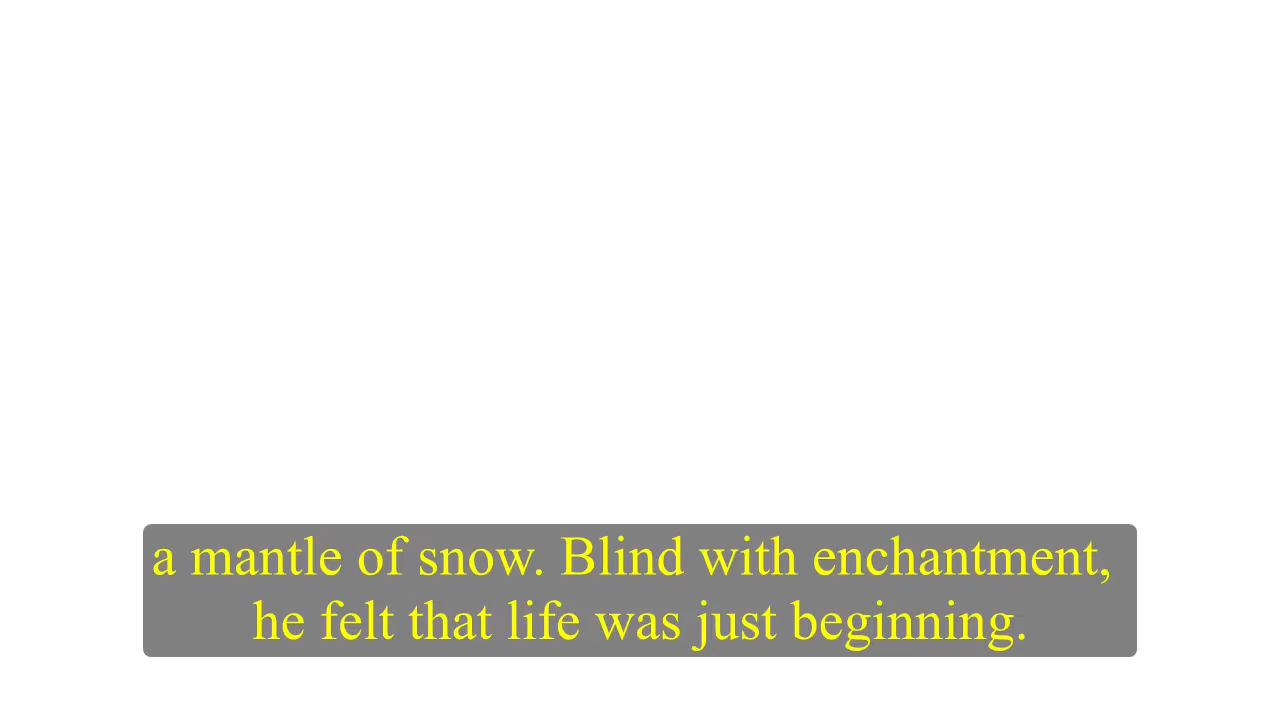 a mantle of snow. Blind with enchantment,
he felt that life was just beginning.